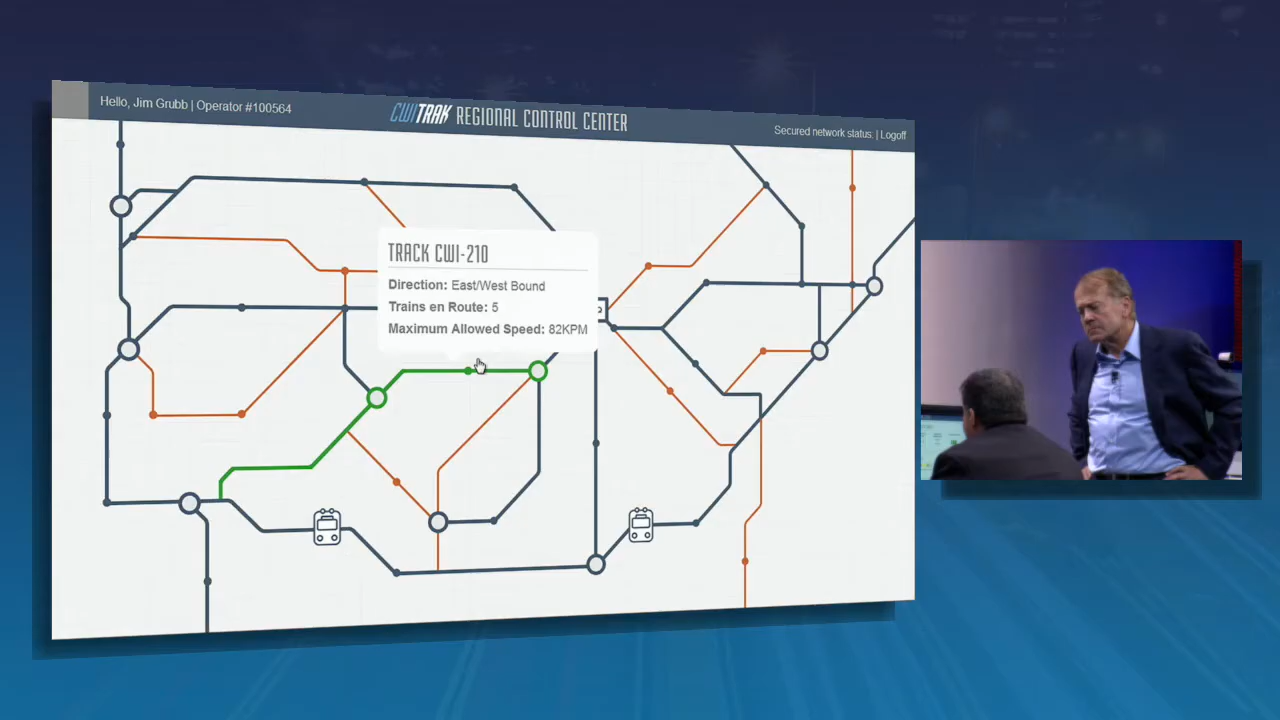 Hello, Jim Grubb | Operator #100564
CWITRAK REGIONAL CONTROL CENTER
Secured network status. | Logoff
TRACK CWI-210
Direction: East/West Bound
Trains en Route: 5
Maximum Allowed Speed: 82KPM